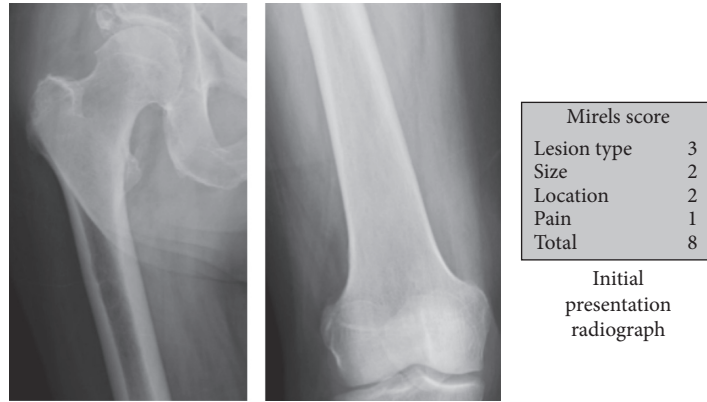 Mirels score
Lesion type 3
Size 2
Location 2
Pain 1
Total 8
Initial
presentation
radiograph